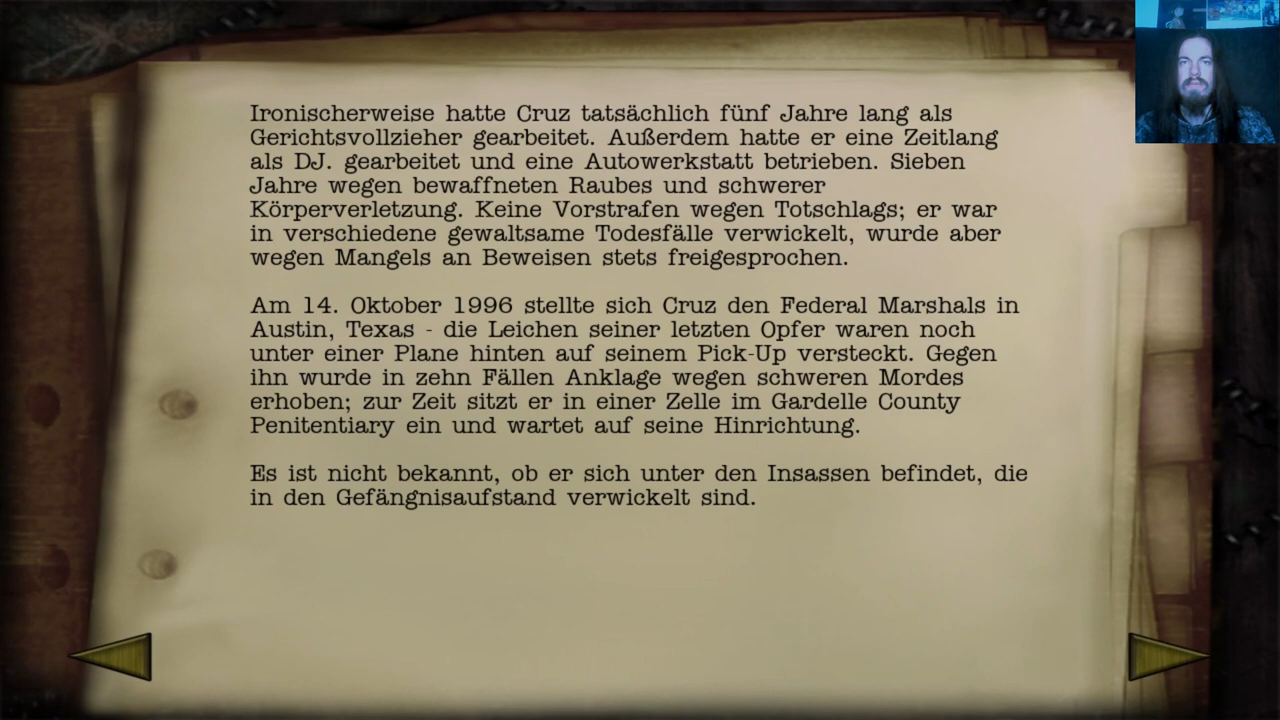 Ironischerweise hatte Cruz tatsächlich fünf Jahre lang als
Gerichtsvollzieher gearbeitet. Außerdem hatte er eine Zeitlang
als DJ. gearbeitet und eine Autowerkstatt betrieben. Sieben
Jahre wegen bewaffneten Raubes und schwerer
Körperverletzung. Keine Vorstrafen wegen Totschlags; er war
in verschiedene gewaltsame Todesfälle verwickelt, wurde aber
wegen Mangels an Beweisen stets freigesprochen.
Am 14. Oktober 1996 stellte sich Cruz den Federal Marshals in
Austin, Texas - die Leichen seiner letzten Opfer waren noch
unter einer Plane hinten auf seinem Pick-Up versteckt. Gegen
ihn wurde in zehn Fällen Anklage wegen schweren Mordes
erhoben; zur Zeit sitzt er in einer Zelle im Gardelle County
Penitentiary ein und wartet auf seine Hinrichtung.
Es ist nicht bekannt, ob er sich unter den Insassen befindet, die
in den Gefängnisaufstand verwickelt sind.